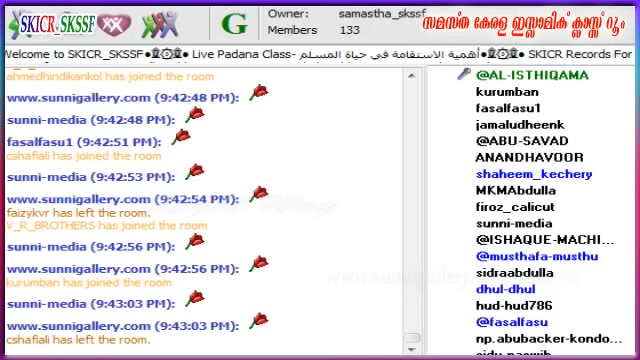 SKICR_SKSSF
G
Owner: samastha_skssf
Members 133
സമസ്ത കേരള ഇസ്ലാമിക് ക്ലാസ്സ് റൂം
Welcome to SKICR_SKSSF Live Padana Class- أهمية الاستقامة في حياة المسلم SKICR Records For
ahmedhindikankol has joined the room
www.sunnigallery.com (9:42:48 PM):
sunni-media (9:42:48 PM):
fasalfasu1 (9:42:51 PM):
cshafiali has joined the room
sunni-media (9:42:53 PM):
www.sunnigallery.com (9:42:54 PM):
faizykvr has left the room.
W_R_BROTHERS has joined the room
sunni-media (9:42:56 PM):
www.sunnigallery.com (9:42:56 PM):
kurumban has joined the room
sunni-media (9:43:03 PM):
www.sunnigallery.com (9:43:03 PM):
cshafiali has left the room.
@AL-ISTHIQAMA
kurumban
fasalfasu1
jamaludheenk
@ABU-SAVAD
ANANDHAVOOR
shaheem_kechery
MKMAbdulla
firoz_calicut
sunni-media
@ISHAQUE-MACHI...
@musthafa-musthu
sidraabdulla
dhul-dhul
hud-hud786
@fasalfasu
np.abubacker-kondo...